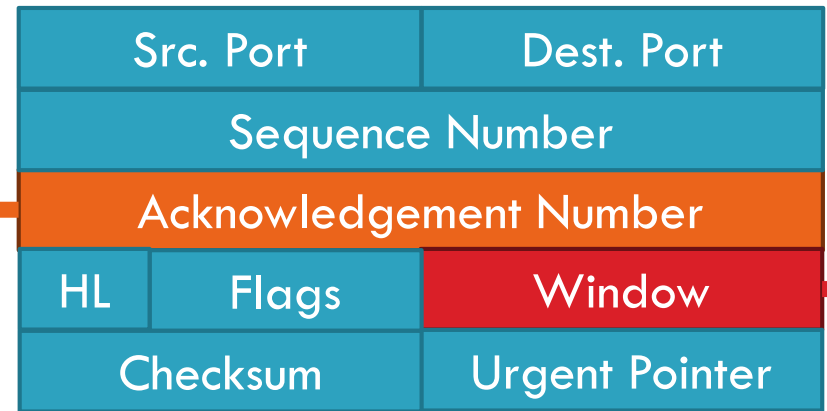 Src. Port Dest. Port
Sequence Number
Acknowledgement Number
HL Flags Window
Checksum Urgent Pointer